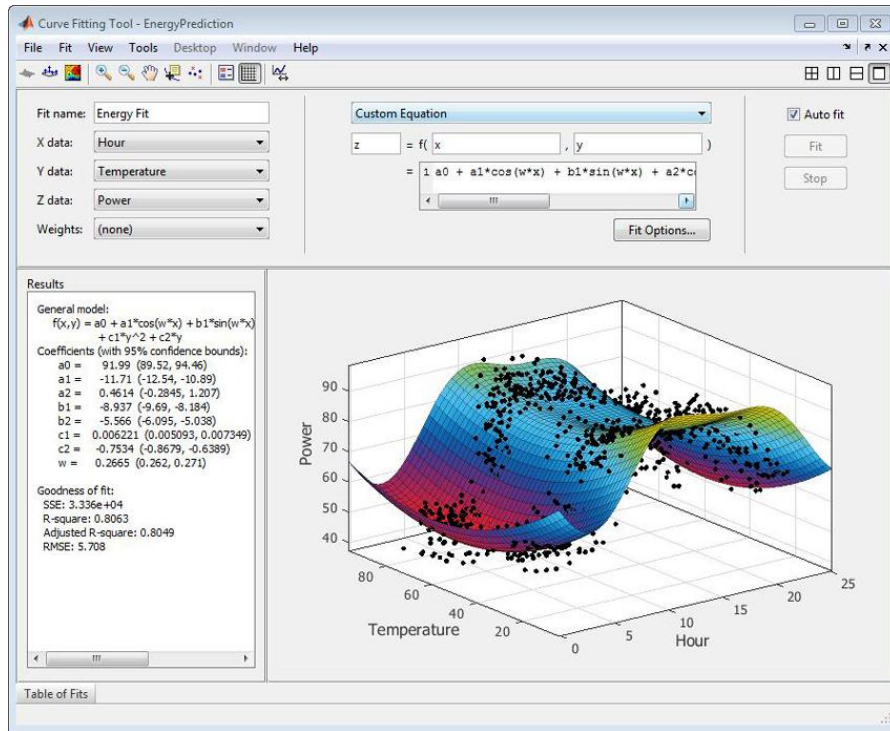 Curve Fitting Tool - EnergyPrediction
File Fit View Tools Desktop Window Help
Fit name: Energy Fit
X data: Hour
Y data: Temperature
Z data: Power
Weights: (none)
Custom Equation
z = f( x , y )
= 1 a0 + a1*cos(w*x) + b1*sin(w*x) + a2*c
Fit Options...
Auto fit
Fit
Stop
Results
General model:
f(x,y) = a0 + a1*cos(w*x) + b1*sin(w*x)
+ c1*y^2 + c2*y
Coefficients (with 95% confidence bounds):
a0 = 91.99 (89.52, 94.46)
a1 = -11.71 (-12.54, -10.89)
a2 = 0.4614 (-0.2845, 1.207)
b1 = -8.937 (-9.69, -8.184)
b2 = -5.566 (-6.095, -5.038)
c1 = 0.006221 (0.005093, 0.007349)
c2 = -0.7534 (-0.8679, -0.6389)
w = 0.2665 (0.262, 0.271)
Goodness of fit:
SSE: 3.336e+04
R-square: 0.8063
Adjusted R-square: 0.8049
RMSE: 5.708
90
80
70
60
50
40
Power
80
60
40
20
Temperature
0
5
10
15
20
25
Hour
Table of Fits